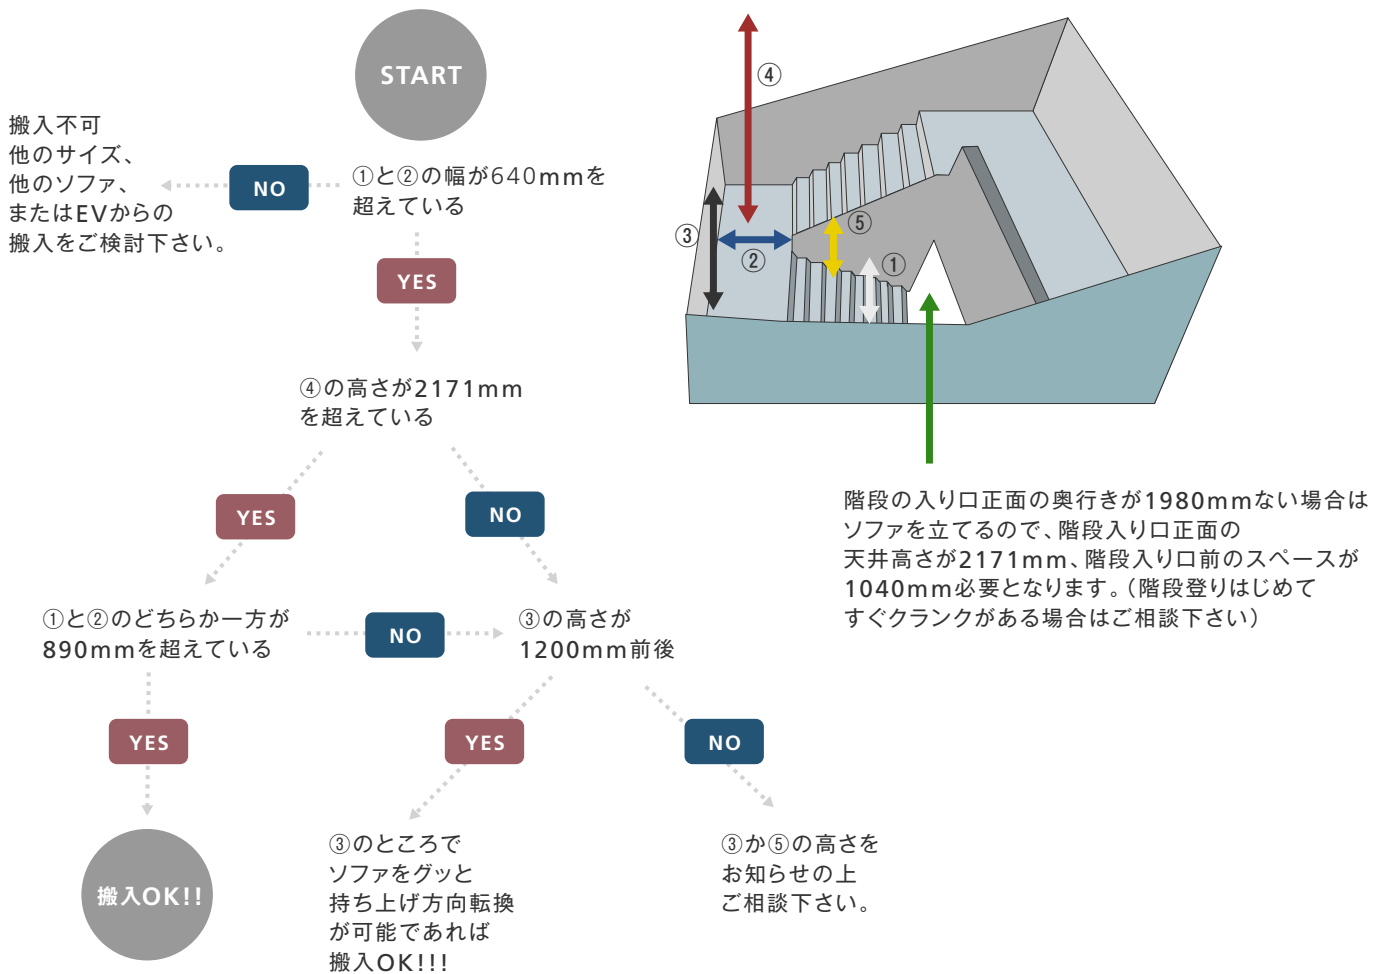 START
①と②の幅が640mmを
超えている
NO
搬入不可
他のサイズ、
他のソファ、
またはEVからの
搬入をご検討下さい。
YES
④の高さが2171mm
を超えている
YES
NO
①と②のどちらか一方が
890mmを超えている
NO
③の高さが
1200mm前後
YES
YES
NO
搬入OK!!
③のところで
ソファをグッと
持ち上げ方向転換
が可能であれば
搬入OK!!!
③か⑤の高さを
お知らせの上
ご相談下さい。
④
③
②
⑤
①
階段の入り口正面の奥行きが1980mmない場合は
ソファを立てるので、階段入り口正面の
天井高さが2171mm、階段入り口前のスペースが
1040mm必要となります。（階段登りはじめて
すぐクランクがある場合はご相談下さい）